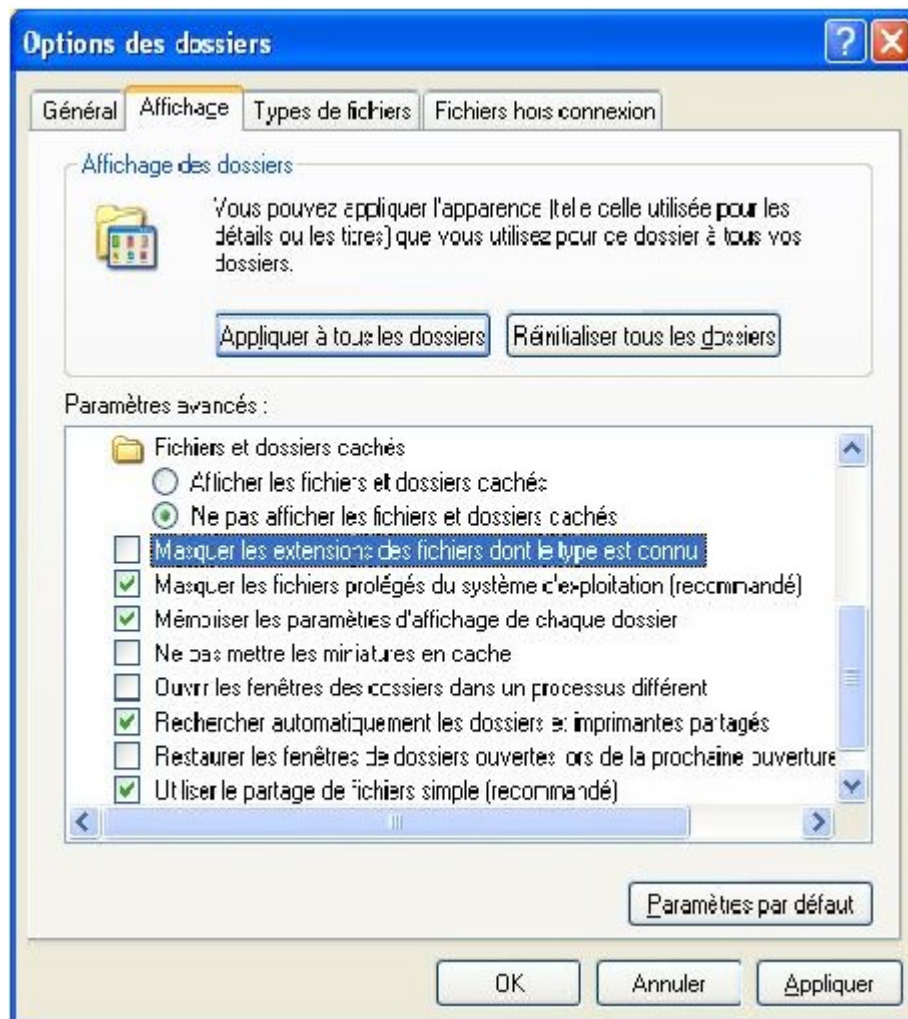 Options des dossiers
Général
Affichage
Types de fichiers
Fichiers hors connexion
Affichage des dossiers
Vous pouvez appliquer l'apparence (telle celle utilisée pour les
détails ou les titres) que vous utilisez pour ce dossier à tous vos
dossiers.
Appliquer à tous les dossiers
Réinitialiser tous les dossiers
Paramètres avancés :
Fichiers et dossiers cachés
Afficher les fichiers et dossiers cachés
Ne pas afficher les fichiers et dossiers cachés
Masquer les extensions des fichiers dont le type est connu
Masquer les fichiers protégés du système d'exploitation (recommandé)
Mémoriser les paramètres d'affichage de chaque dossier
Ne pas mettre les miniatures en cache
Ouvrir les fenêtres des dossiers dans un processus différent
Rechercher automatiquement les dossiers et imprimantes partagés
Restaurer les fenêtres de dossiers ouvertes lors de la prochaine ouverture
Utiliser le partage de fichiers simple (recommandé)
Paramètres par défaut
OK
Annuler
Appliquer